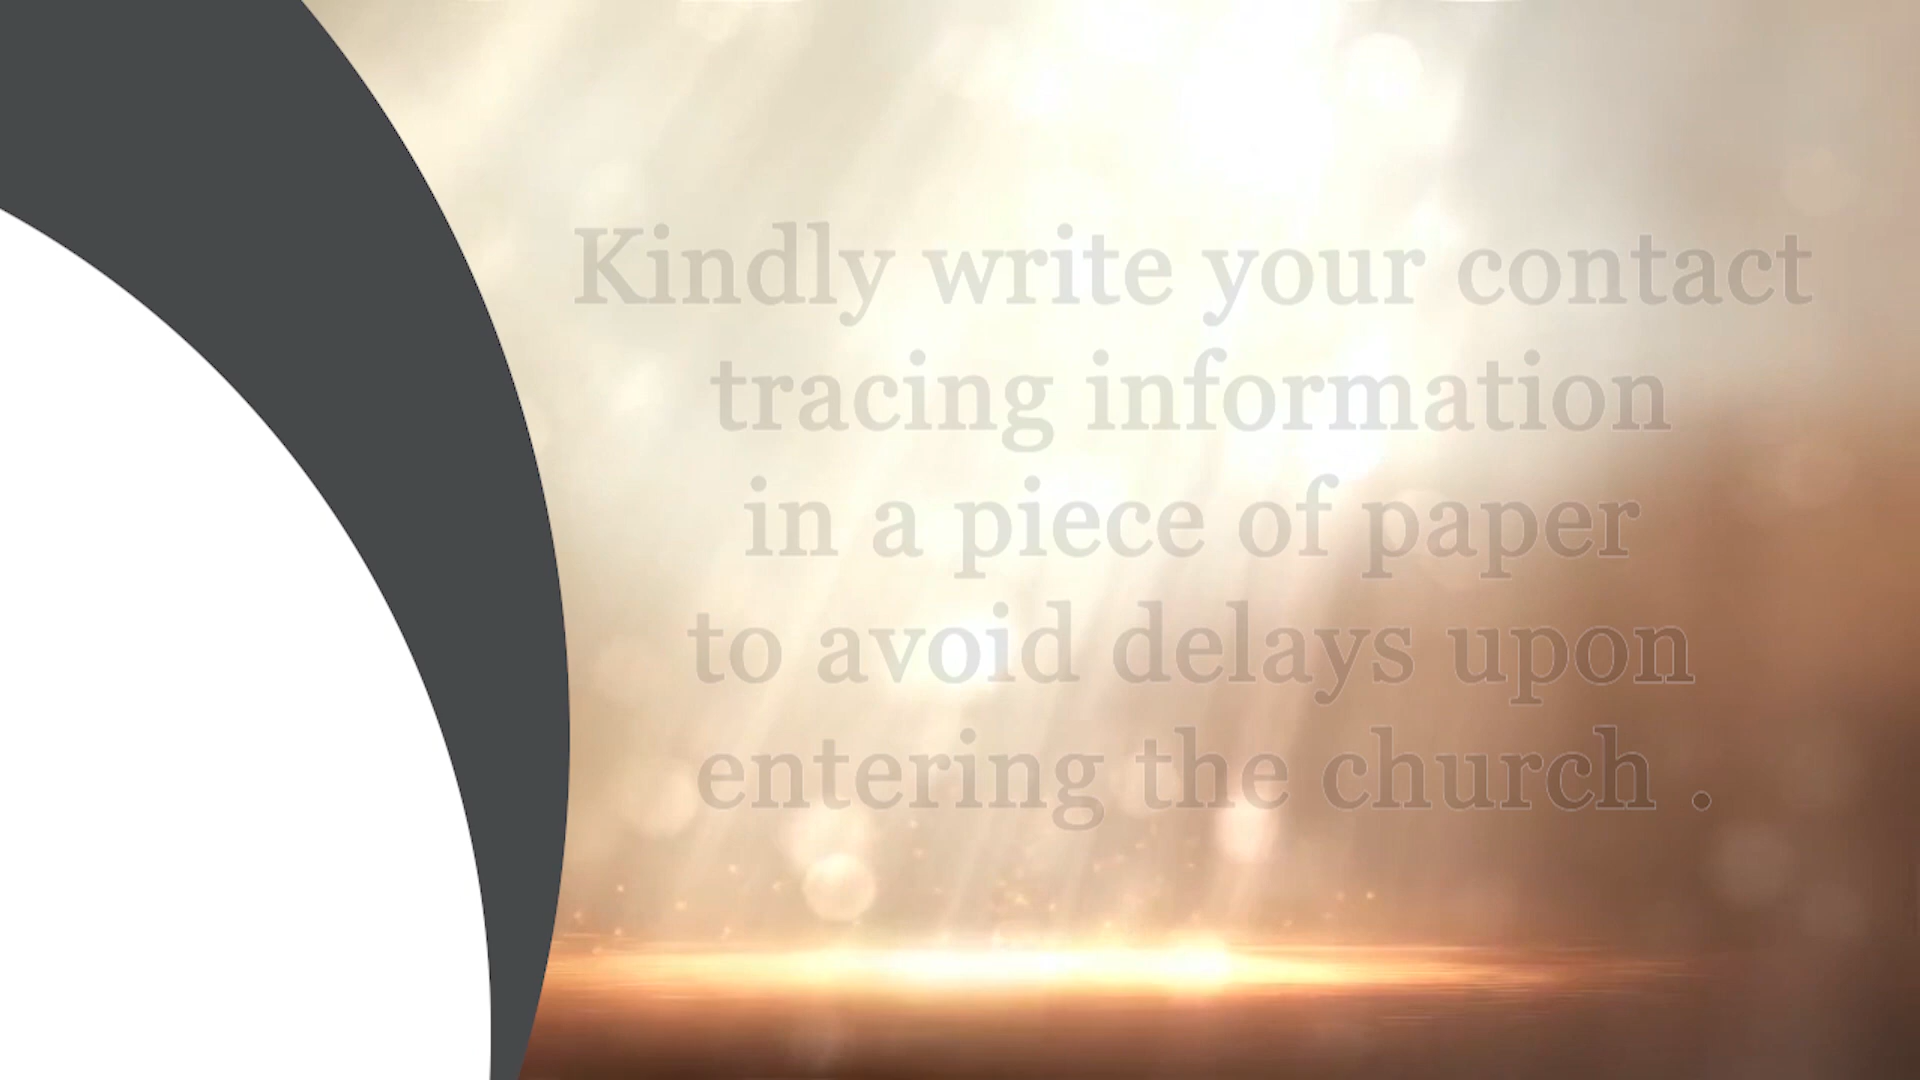 Kindly write your contact
tracing information
in a piece of paper
to avoid delays upon
entering the church .